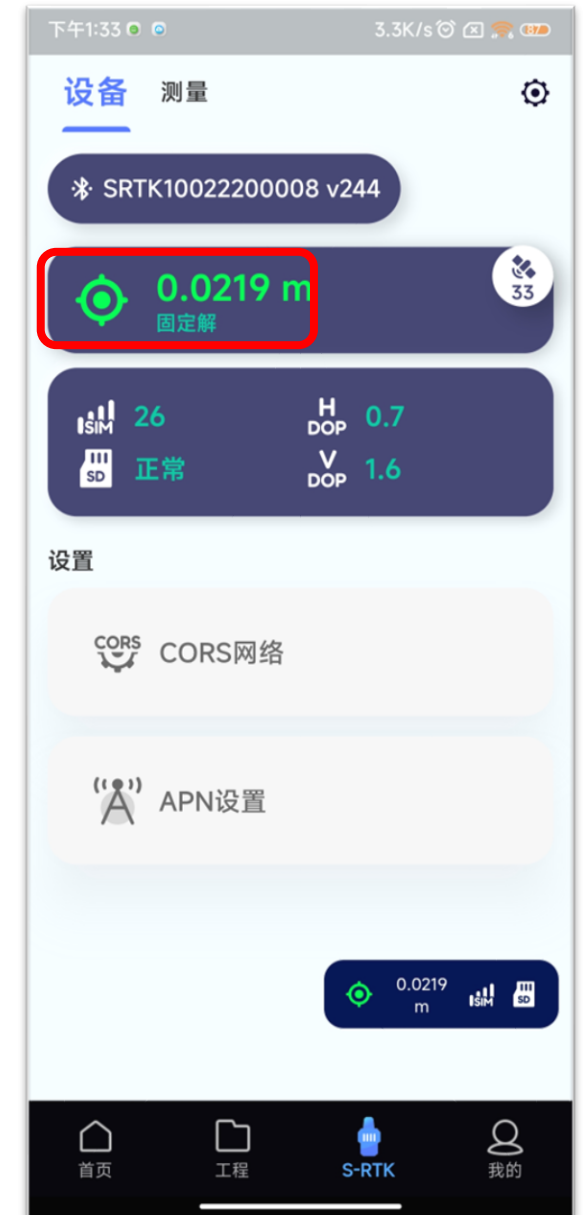 下午1:33
3.3K/s
87
设备
测量
SRTK10022200008 v244
0.0219 m
固定解
33
SIM
26
H
DOP
0.7
SD
正常
V
DOP
1.6
设置
CORS
CORS网络
APN设置
0.0219
m
SIM
SD
首页
工程
S-RTK
我的